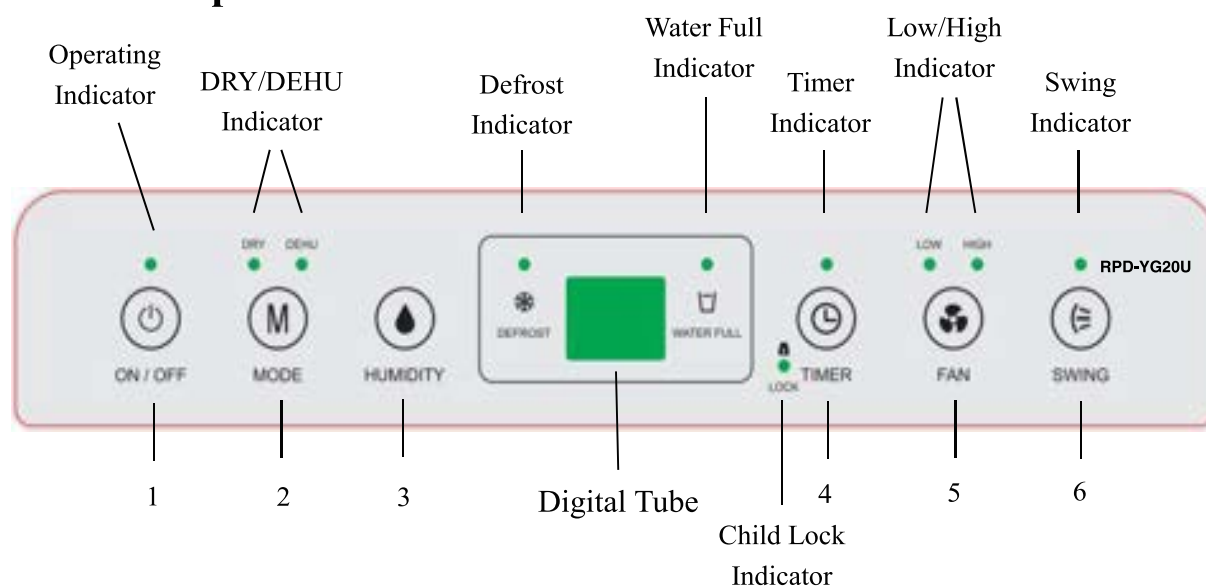 Water Full
Indicator
Low/High
Indicator
Operating
Indicator
DRY/DEHU
Indicator
Defrost
Indicator
Timer
Indicator
Swing
Indicator
DRY DEHU
LOW HIGH
RPD-YG20U
M
DEFROST
WATER FULL
LOCK
ON / OFF
MODE
HUMIDITY
TIMER
FAN
SWING
1
2
3
Digital Tube
4
5
6
Child Lock
Indicator